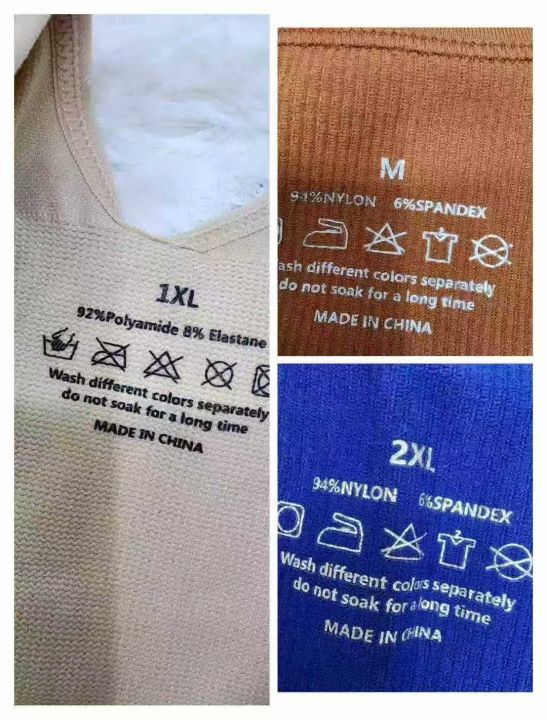 1XL
92%Polyamide 8% Elastane
Wash different colors separately
do not soak for a long time
MADE IN CHINA
M
94%NYLON 6%SPANDEX
ash different colors separately
do not soak for a long time
MADE IN CHINA
2XL
94%NYLON 6%SPANDEX
Wash different colors separately
do not soak for a long time
MADE IN CHINA